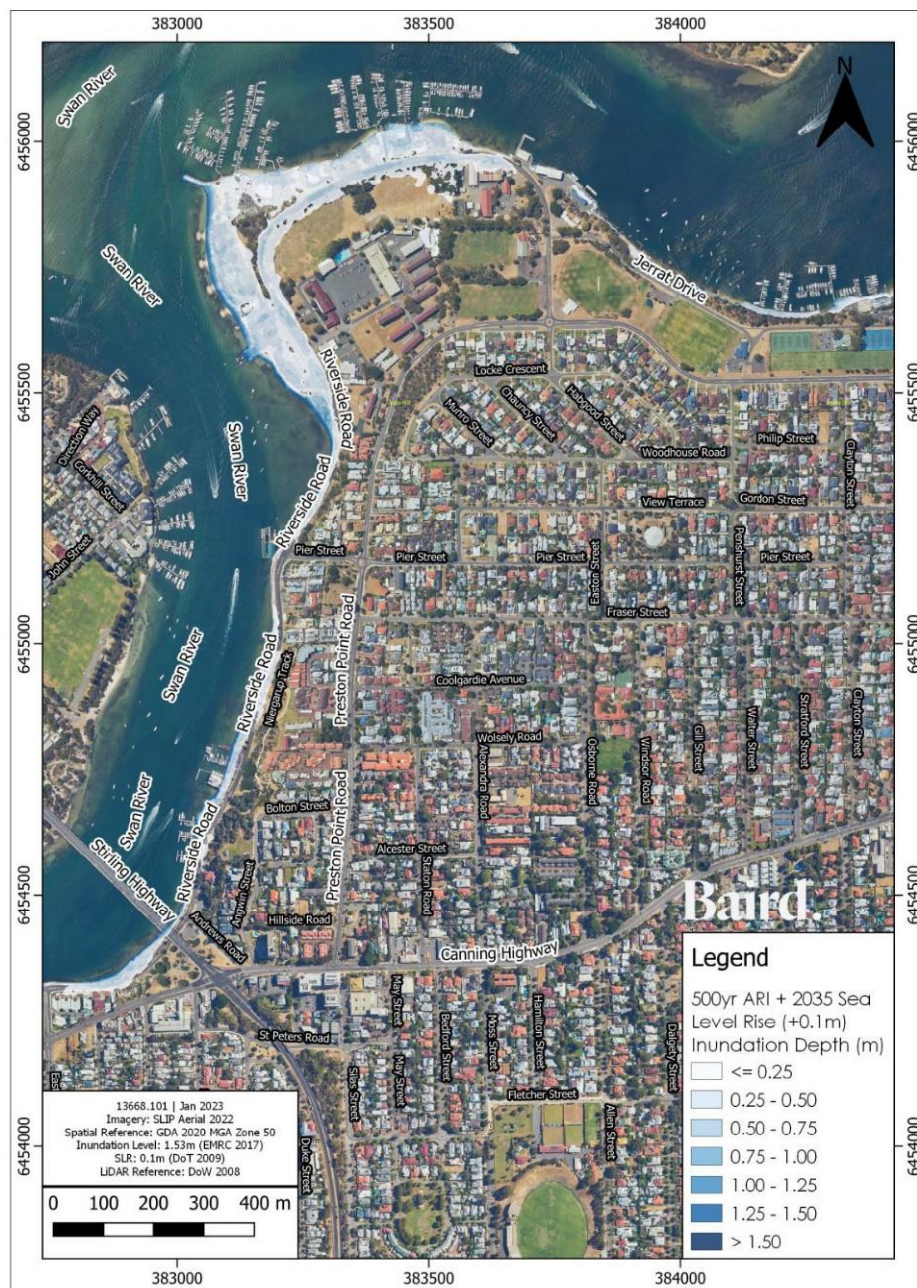 383000
383500
384000
N
Swan River
6456000
6456000
Swan River
Jerrat Drive
Riverside Road
Locke Crescent
6455500
6455500
Direction Way
Munro Street
Chauncy Street
Habgood Street
Swan River
Philip Street
Woodhouse Road
Corkhill Street
Clayton Street
View Terrace
Gordon Street
Riverside Road
John Street
Pier Street
Pier Street
Pier Street
Pier Street
Easton Street
Penshurst Street
Fraser Street
6455000
6455000
Swan River
Riverside Road
Niergarup Track
Preston Point Road
Coolgardie Avenue
Wolsely Road
Alexandra Road
Osborne Road
Windsor Road
Gill Street
Walter Street
Stratford Street
Clayton Street
Swan River
Bolton Street
Preston Point Road
Riverside Road
Alcester Street
Stirling Highway
Staton Road
Angwin Street
6454500
6454500
Hillside Road
Andrews Road
Canning Highway
Baird.
St Peters Road
May Street
Bedford Street
Moss Street
Hamilton Street
Dalgety Street
May Street
Silas Street
Fletcher Street
Allen Street
East
Duke Street
6454000
6454000
Legend
500yr ARI + 2035 Sea
Level Rise (+0.1m)
Inundation Depth (m)
<= 0.25
0.25 - 0.50
0.50 - 0.75
0.75 - 1.00
1.00 - 1.25
1.25 - 1.50
> 1.50
13668.101 | Jan 2023
Imagery: SLIP Aerial 2022
Spatial Reference: GDA 2020 MGA Zone 50
Inundation Level: 1.53m (EMRC 2017)
SLR: 0.1m (DoT 2009)
LiDAR Reference: DoW 2008
0 100 200 300 400 m
383000
383500
384000